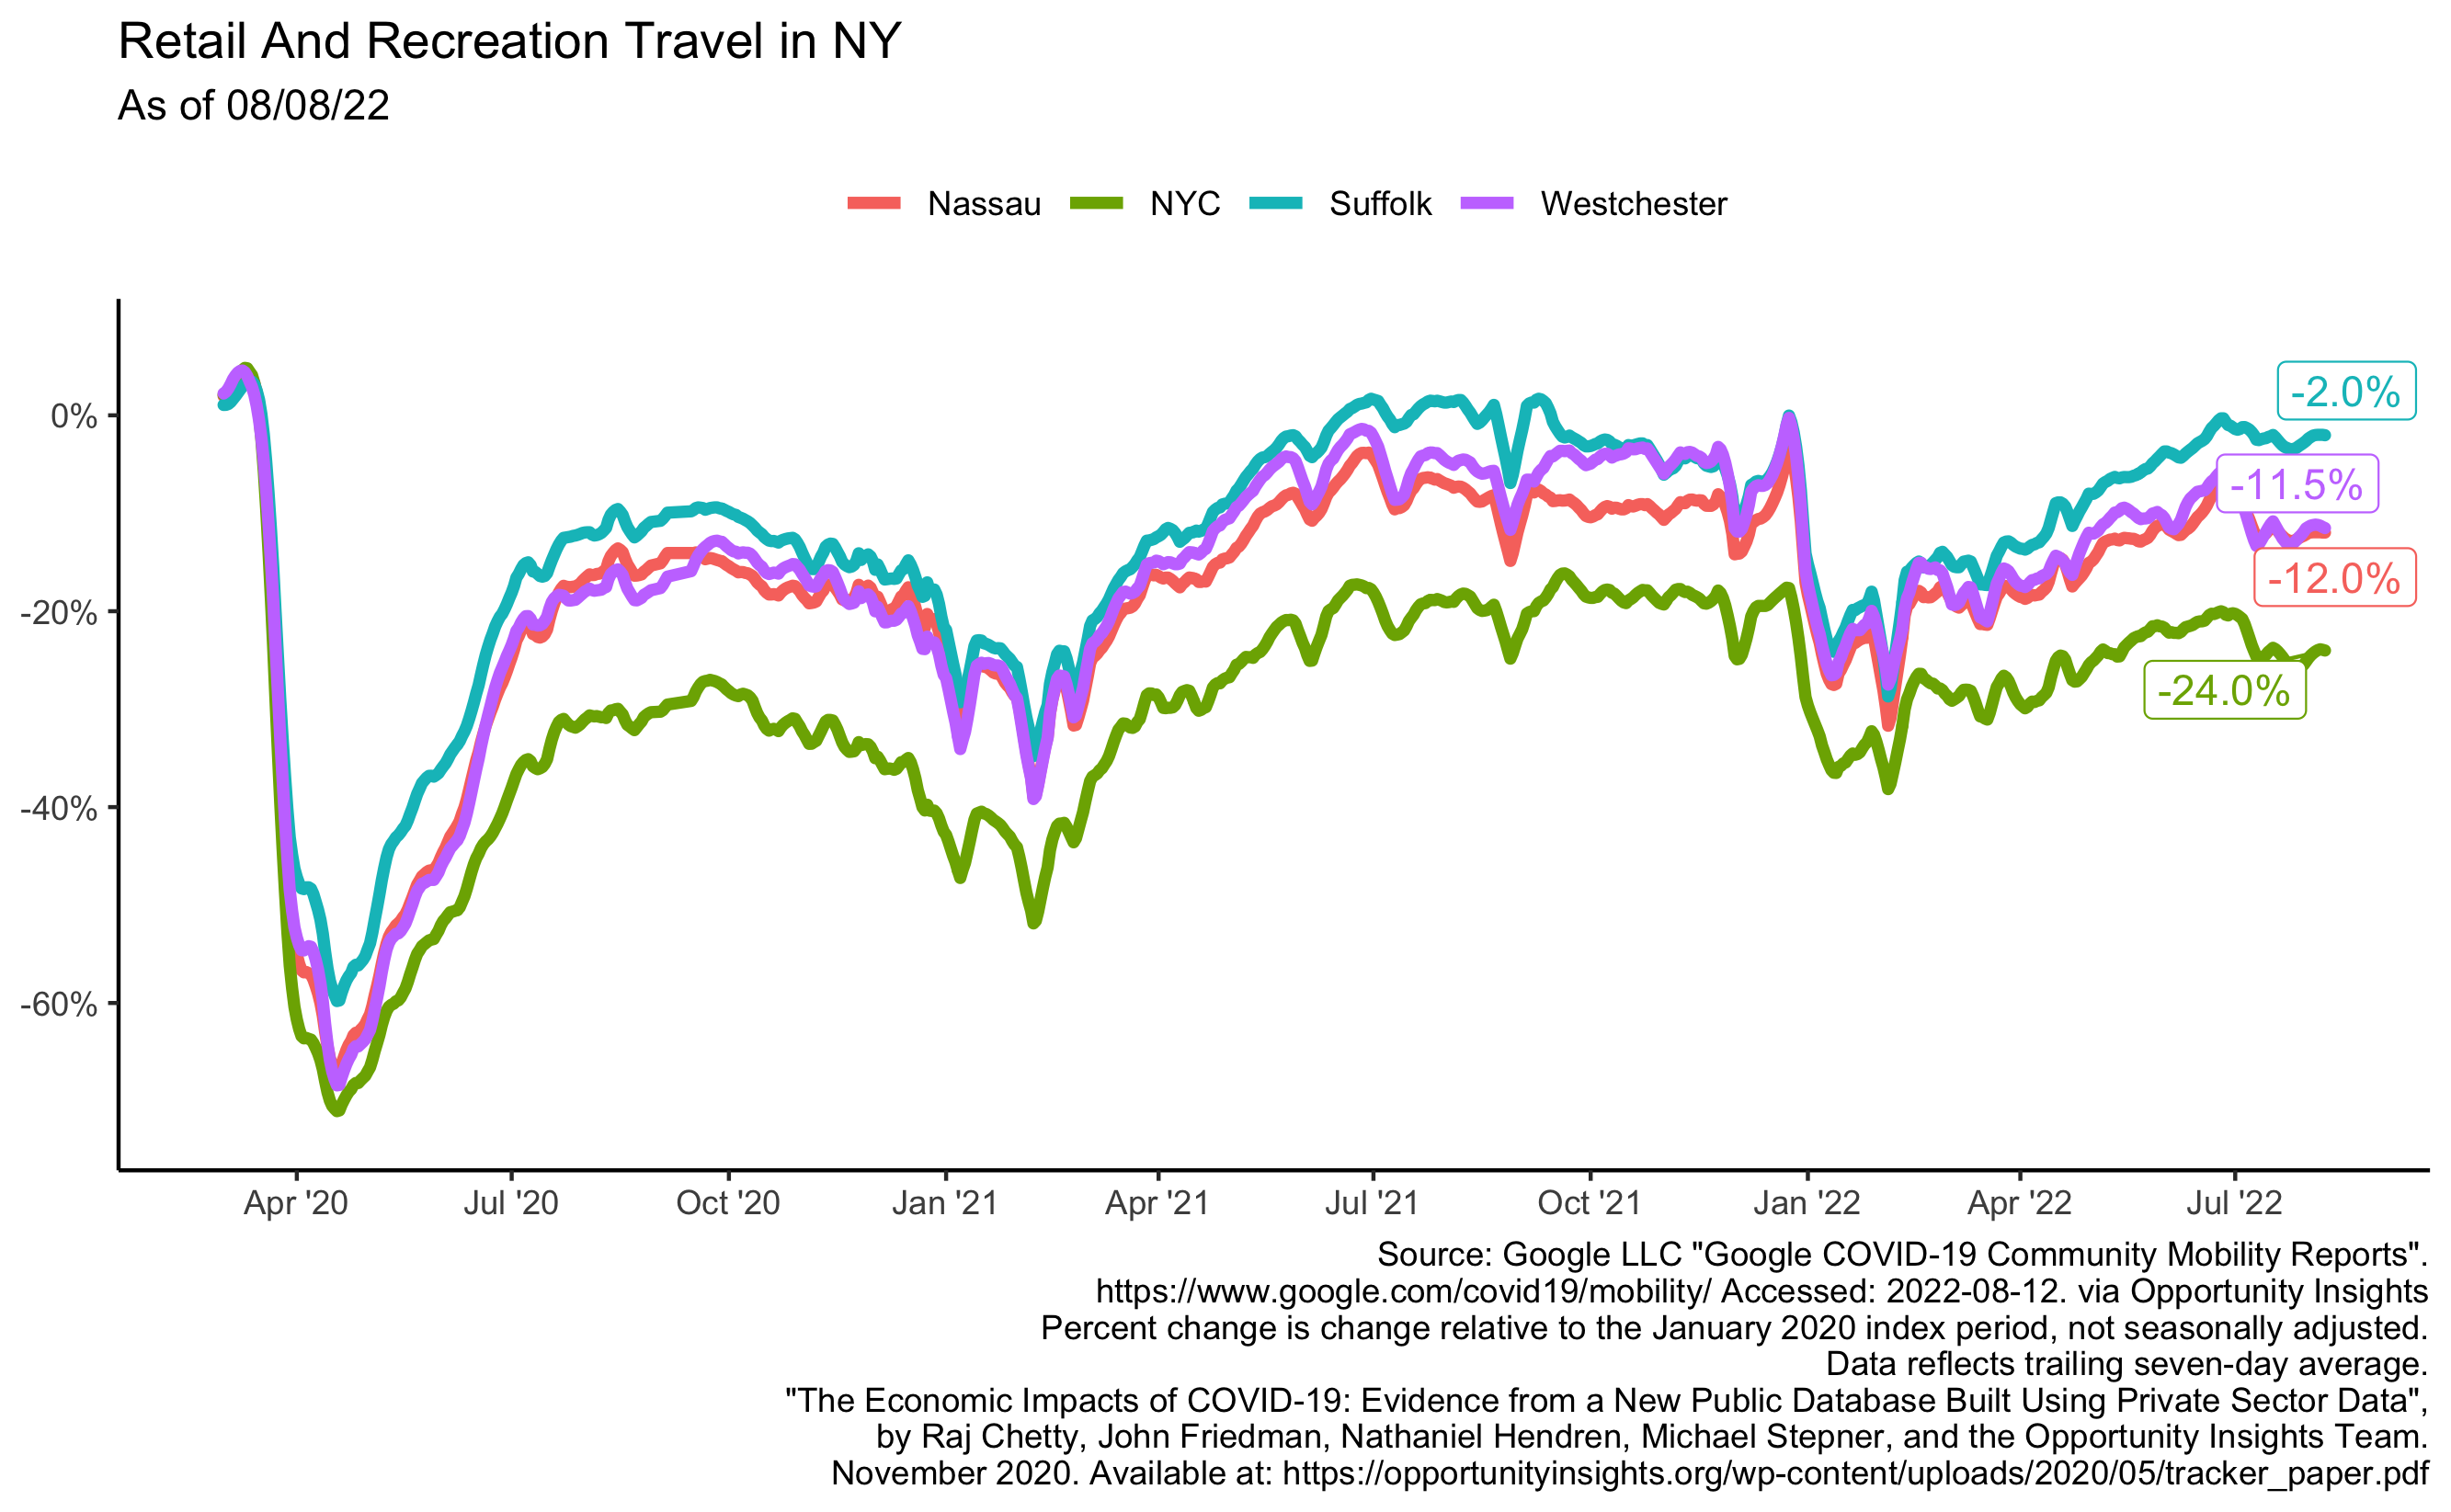 Retail And Recreation Travel in NY
As of 08/08/22
Nassau NYC Suffolk Westchester
0%
-20%
-40%
-60%
-2.0%
-11.5%
-12.0%
-24.0%
Apr '20 Jul '20 Oct '20 Jan '21 Apr '21 Jul '21 Oct '21 Jan '22 Apr '22 Jul '22
Source: Google LLC "Google COVID-19 Community Mobility Reports".
https://www.google.com/covid19/mobility/ Accessed: 2022-08-12. via Opportunity Insights
Percent change is change relative to the January 2020 index period, not seasonally adjusted.
Data reflects trailing seven-day average.
"The Economic Impacts of COVID-19: Evidence from a New Public Database Built Using Private Sector Data",
by Raj Chetty, John Friedman, Nathaniel Hendren, Michael Stepner, and the Opportunity Insights Team.
November 2020. Available at: https://opportunityinsights.org/wp-content/uploads/2020/05/tracker_paper.pdf